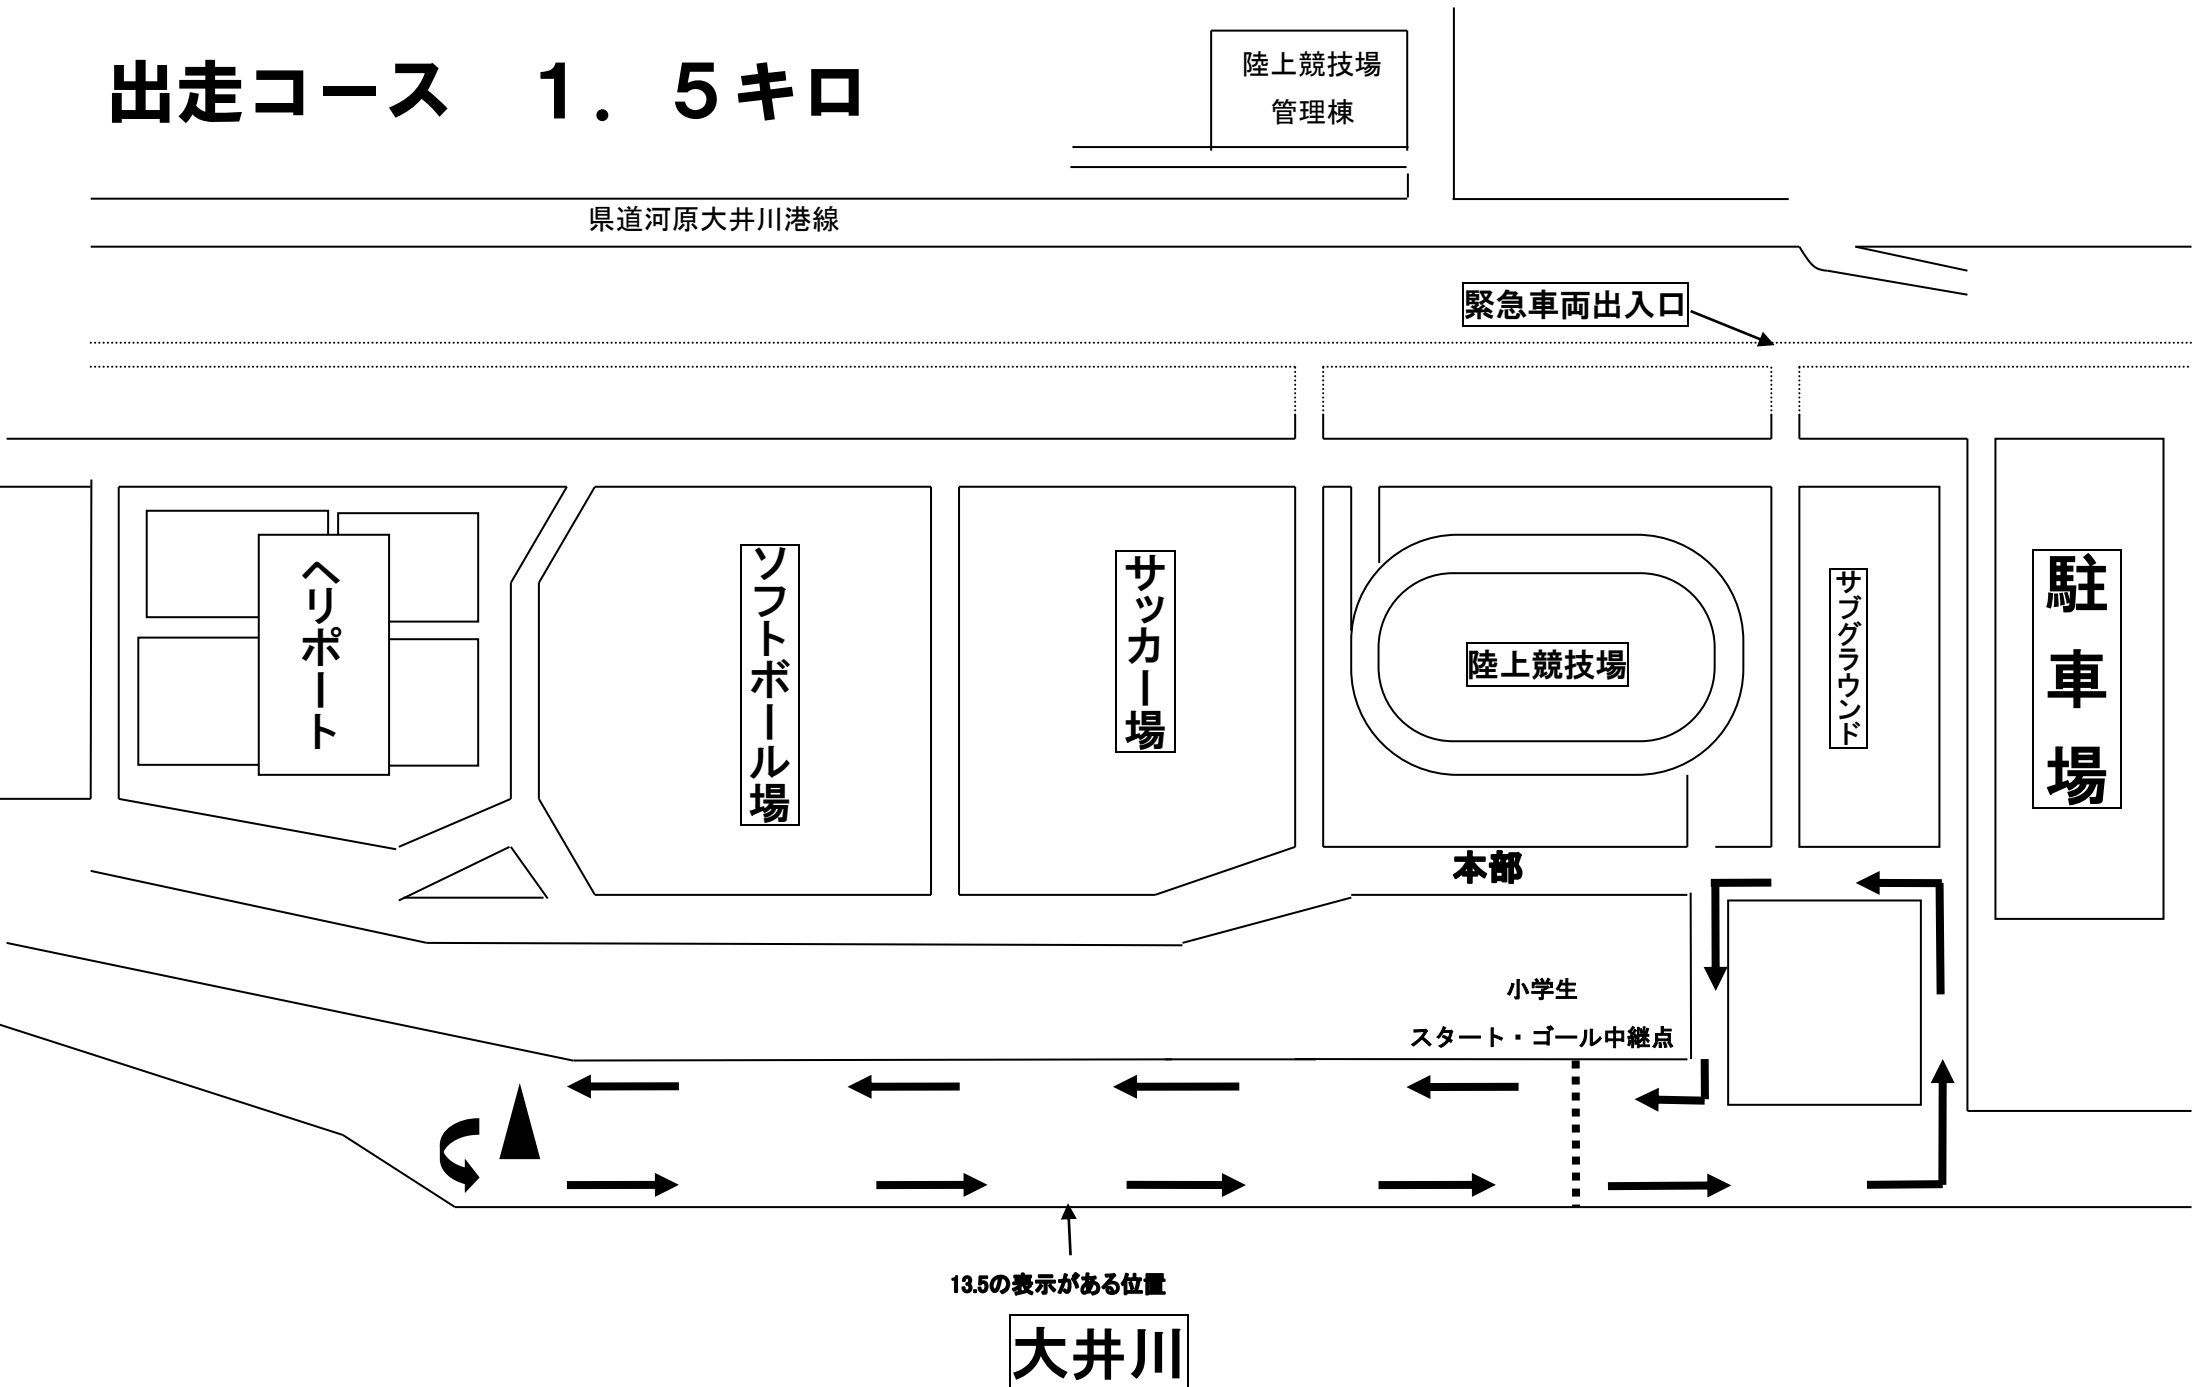 出走コース　１．５キロ
陸上競技場
管理棟
県道河原大井川港線
緊急車両出入口
ヘリポート
ソフトボール場
サッカー場
陸上競技場
サブグラウンド
駐車場
本部
小学生
スタート・ゴール中継点
13.5の表示がある位置
大井川